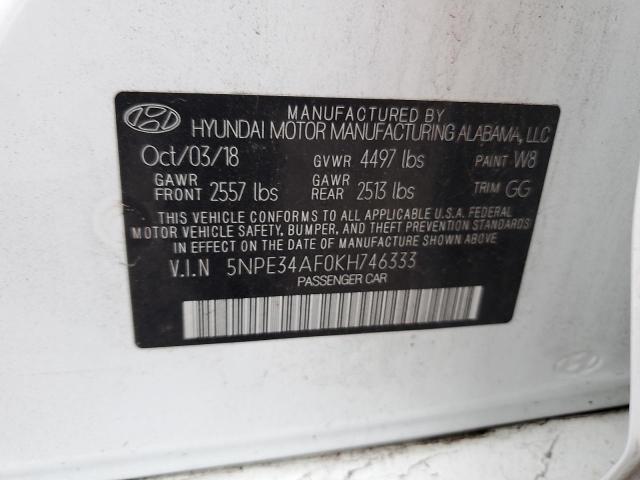 MANUFACTURED BY
HYUNDAI MOTOR MANUFACTURING ALABAMA, LLC
Oct/03/18 GVWR 4497 lbs PAINT W8
GAWR FRONT 2557 lbs GAWR REAR 2513 lbs TRIM GG
THIS VEHICLE CONFORMS TO ALL APPLICABLE U.S.A. FEDERAL
MOTOR VEHICLE SAFETY, BUMPER, AND THEFT PREVENTION STANDARDS
IN EFFECT ON THE DATE OF MANUFACTURE SHOWN ABOVE.
V.I.N 5NPE34AF0KH746333
PASSENGER CAR